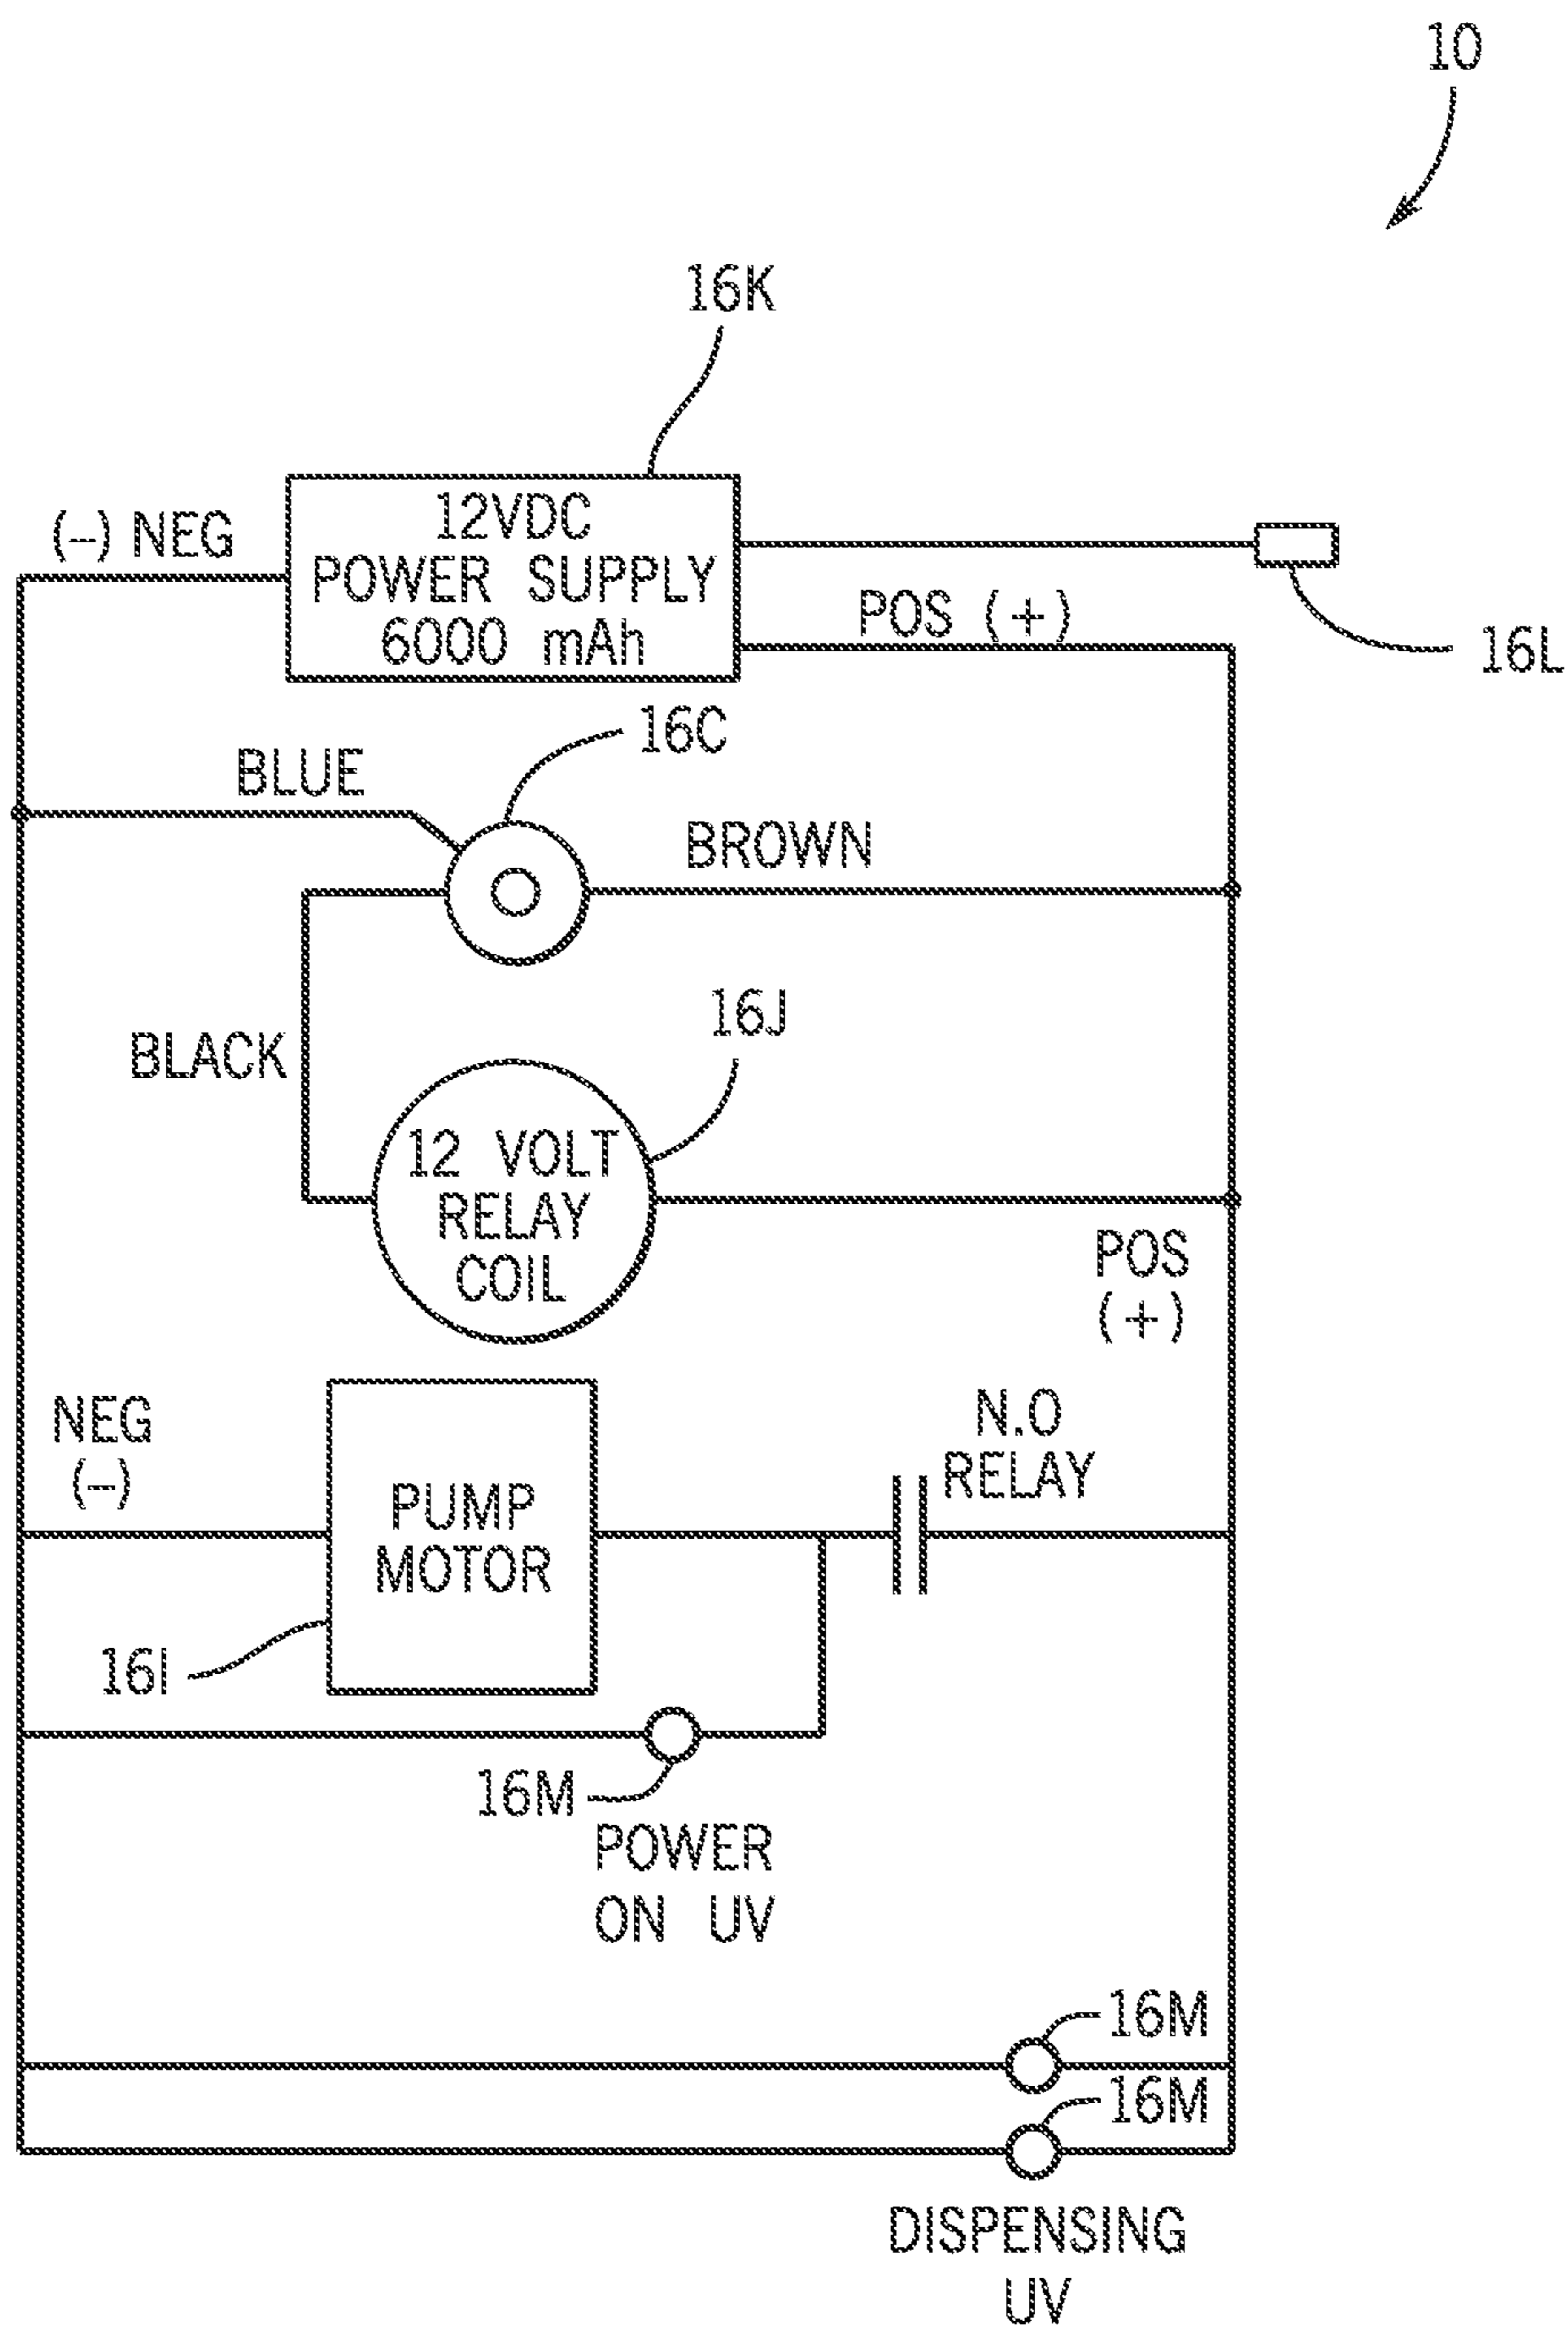 10
16K
(-) NEG
12VDC
POWER SUPPLY
6000 mAh
POS (+)
16L
16C
BLUE
BROWN
16J
BLACK
12 VOLT
RELAY
COIL
POS
(+)
NEG
(-)
N.O
RELAY
PUMP
MOTOR
16I
16M
POWER
ON UV
16M
16M
DISPENSING
UV